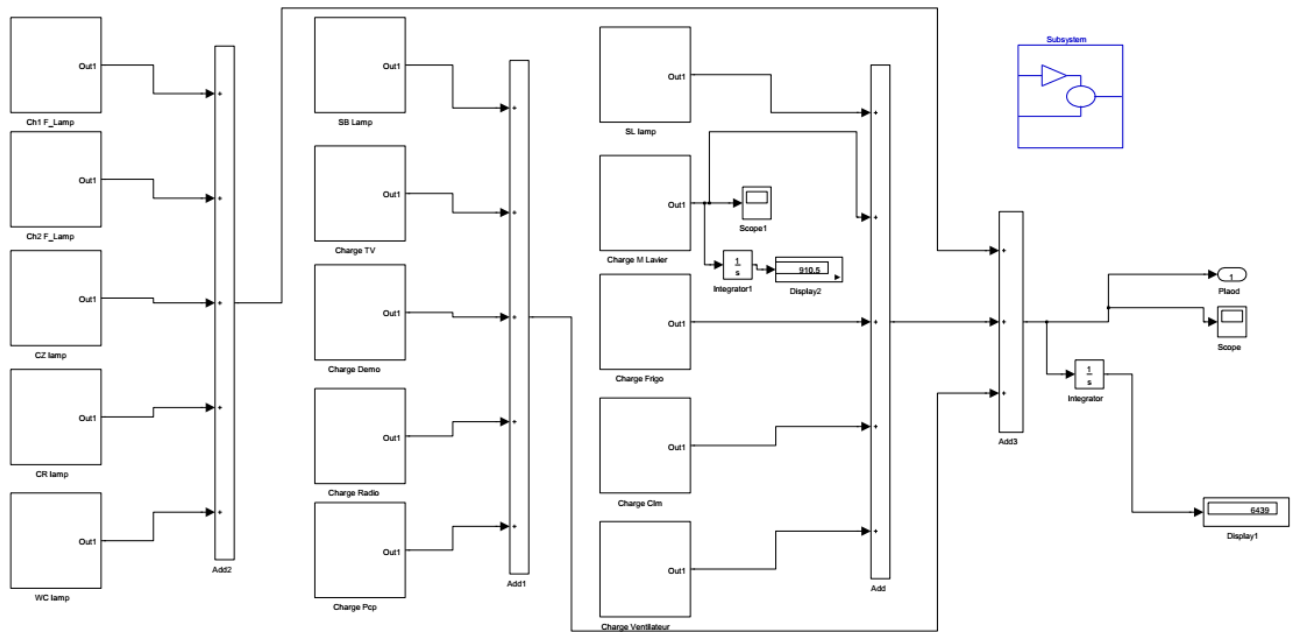 Out1
Ch1 F_Lamp
Out1
Ch2 F_Lamp
Out1
CZ lamp
Out1
CR lamp
Out1
WC lamp
+
+
+
+
+
Add2
Out1
SB Lamp
Out1
Charge TV
Out1
Charge Demo
Out1
Charge Radio
Out1
Charge Pcp
+
+
+
+
+
Add1
Out1
SL lamp
Out1
Charge M Lavier
Scope1
1
s
Integrator1
910.5
Display2
Out1
Charge Frigo
Out1
Charge Clm
Out1
Charge Ventilateur
+
+
+
+
+
Add
Subsystem
+
+
+
Add3
1
Plaod
Scope
1
s
Integrator
6439
Display1